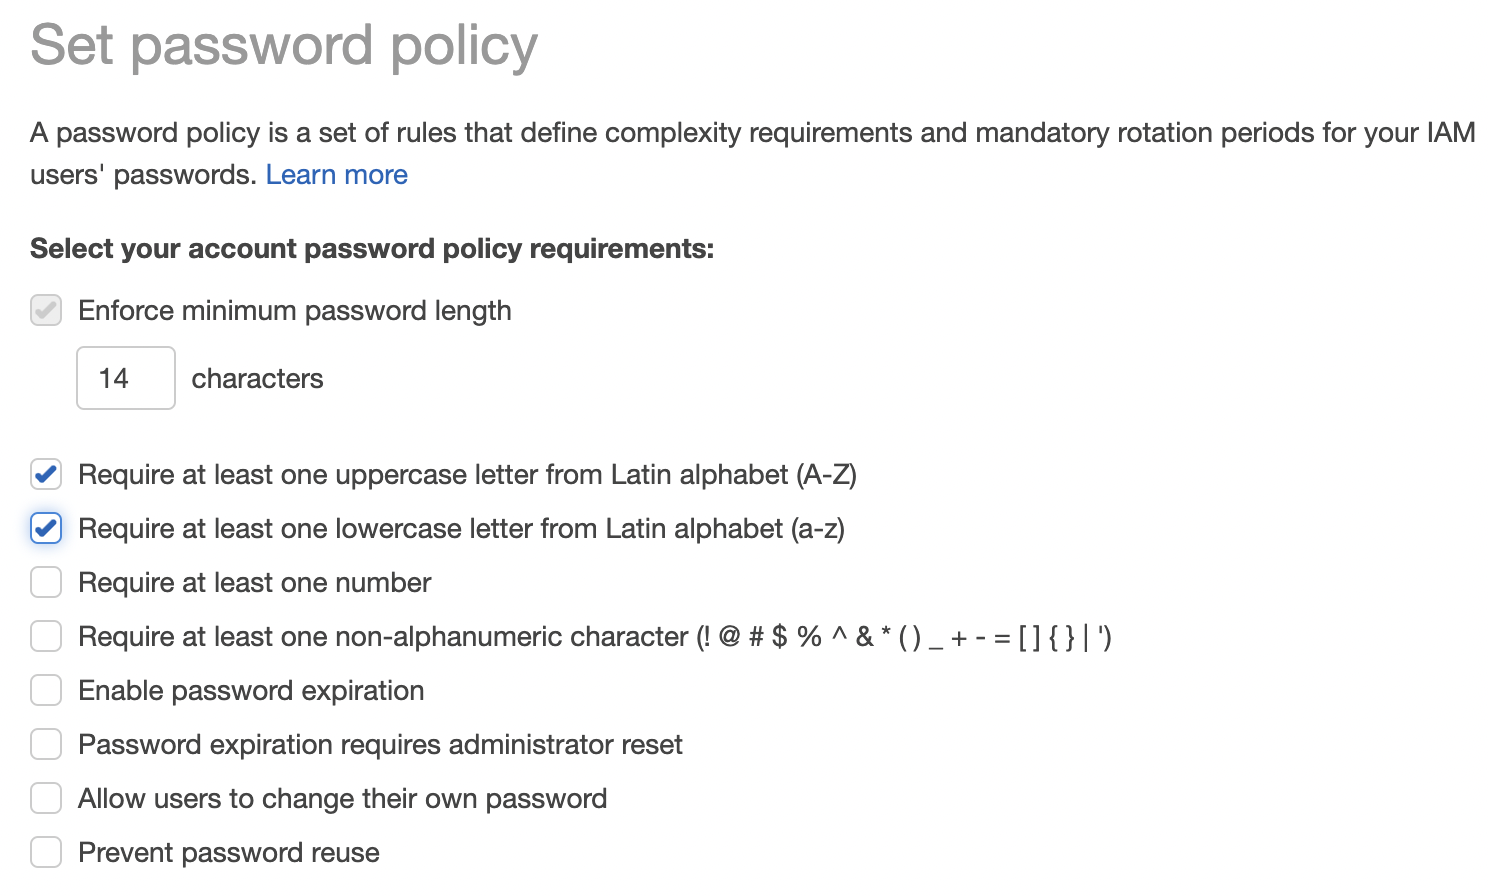 Set password policy
A password policy is a set of rules that define complexity requirements and mandatory rotation periods for your IAM
users' passwords. Learn more
Select your account password policy requirements:
Enforce minimum password length
14 characters
Require at least one uppercase letter from Latin alphabet (A-Z)
Require at least one lowercase letter from Latin alphabet (a-z)
Require at least one number
Require at least one non-alphanumeric character (! @ # $ % ^ & * ( ) _ + - = [ ] { } | ')
Enable password expiration
Password expiration requires administrator reset
Allow users to change their own password
Prevent password reuse